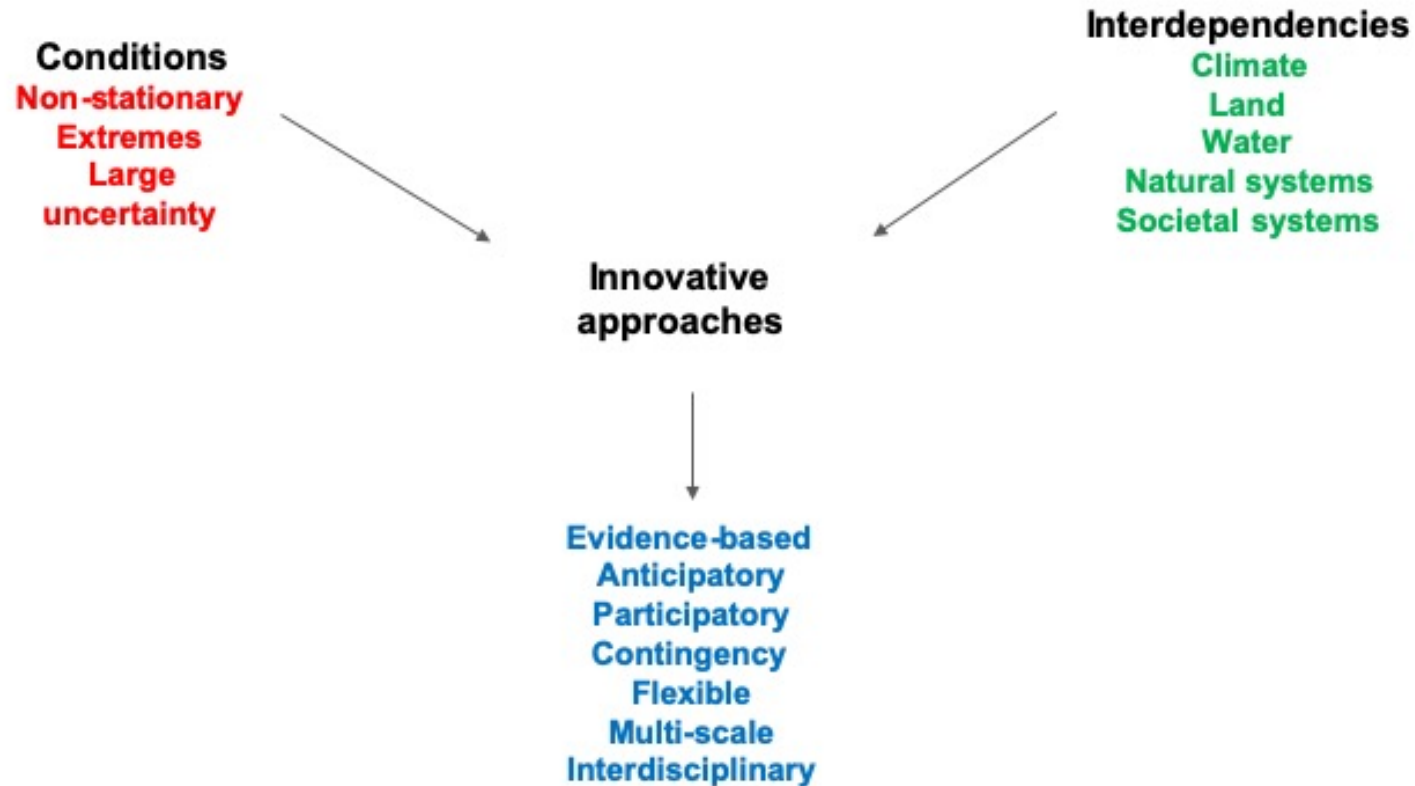 Conditions
Non-stationary
Extremes
Large
uncertainty
Interdependencies
Climate
Land
Water
Natural systems
Societal systems
Innovative
approaches
Evidence-based
Anticipatory
Participatory
Contingency
Flexible
Multi-scale
Interdisciplinary